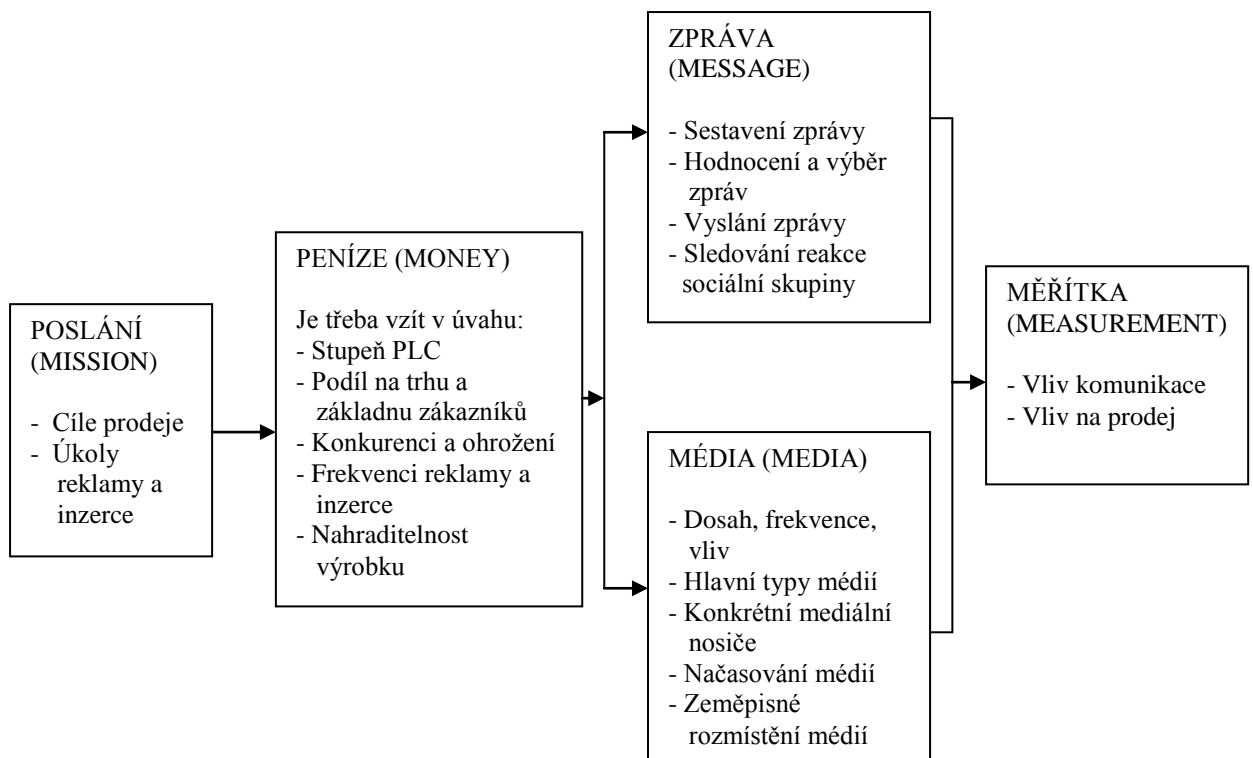 POSLÁNÍ
(MISSION)
- Cíle prodeje
- Úkoly
reklamy a
inzerce
PENÍZE (MONEY)
Je třeba vzít v úvahu:
- Stupeň PLC
- Podíl na trhu a
základnu zákazníků
- Konkurenci a ohrožení
- Frekvenci reklamy a
inzerce
- Nahraditelnost
výrobku
ZPRÁVA
(MESSAGE)
- Sestavení zprávy
- Hodnocení a výběr
zpráv
- Vyslání zprávy
- Sledování reakce
sociální skupiny
MÉDIA (MEDIA)
- Dosah, frekvence,
vliv
- Hlavní typy médií
- Konkrétní mediální
nosiče
- Načasování médií
- Zeměpisné
rozmístění médií
MĚŘÍTKA
(MEASUREMENT)
- Vliv komunikace
- Vliv na prodej